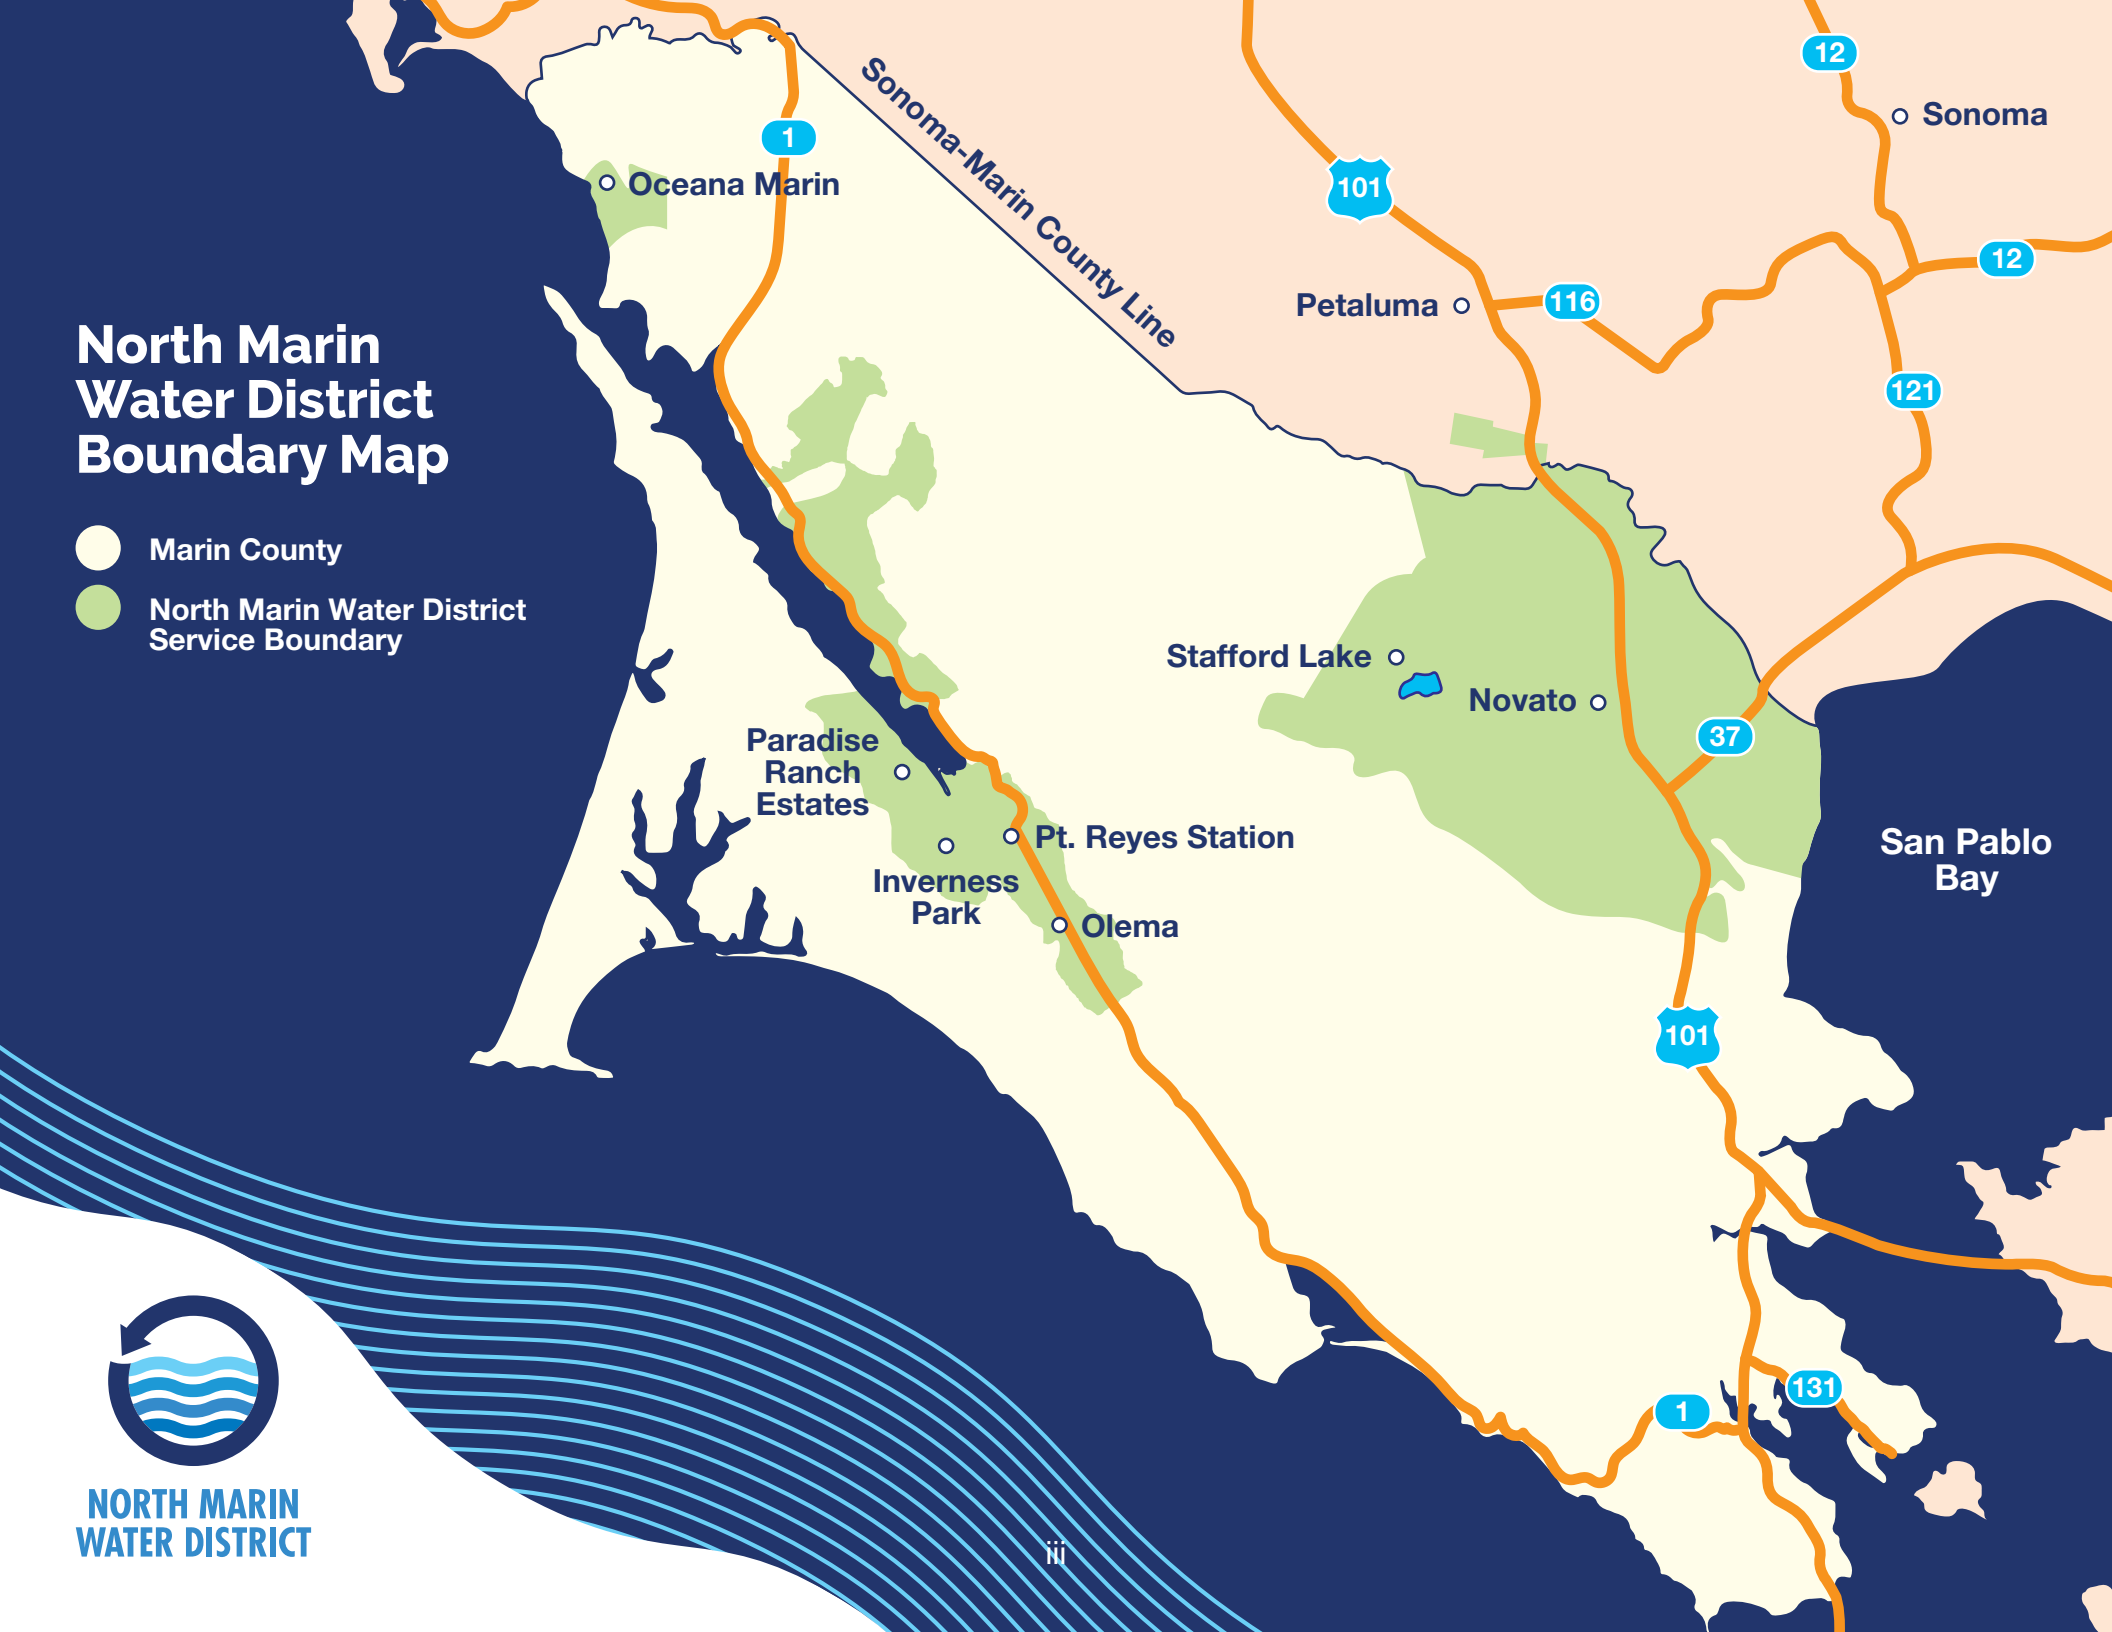 North Marin
Water District
Boundary Map
Marin County
North Marin Water District
Service Boundary
Sonoma-Marin County Line
1
Oceana Marin
101
12
Sonoma
12
Petaluma
116
121
Stafford Lake
Novato
37
Paradise
Ranch
Estates
Pt. Reyes Station
Inverness
Park
Olema
San Pablo
Bay
101
131
1
NORTH MARIN
WATER DISTRICT
iii